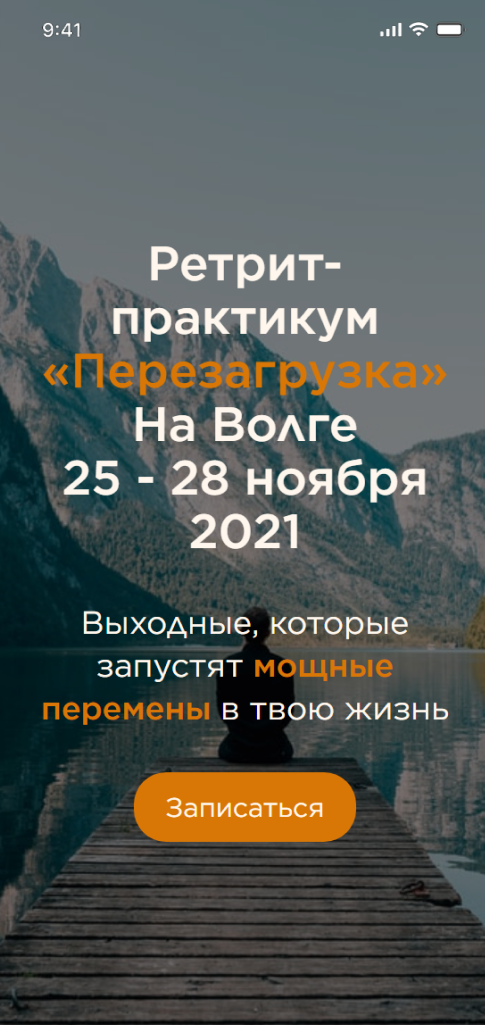 9:41
Ретрит-
практикум
«Перезагрузка»
На Волге
25 - 28 ноября
2021
Выходные, которые
запустят мощные
перемены в твою жизнь
Записаться